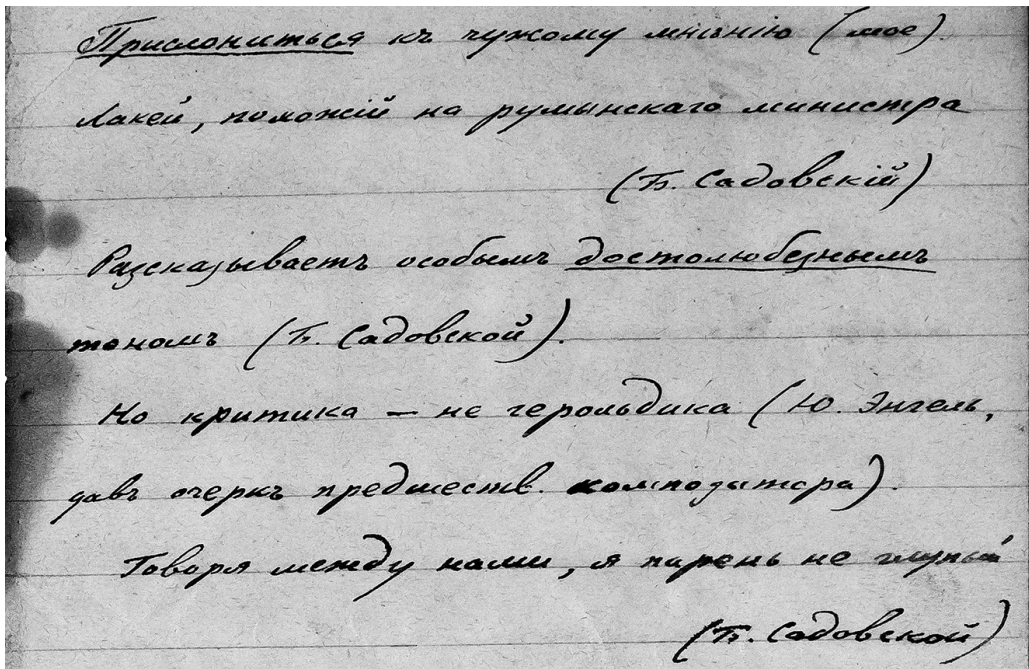 Прислониться къ чужому мнѣнію (мое).
Лакей, похожій на румынскаго министра
(Б. Садовскій)
Разсказываетъ особымъ достолюбезнымъ
тономъ (Б. Садовской).
Но критика — не герольдика (Ю. Энгель,
давъ очеркъ предшеств. композитора).
Говоря между нами, я парень не глупый
(Б. Садовской)